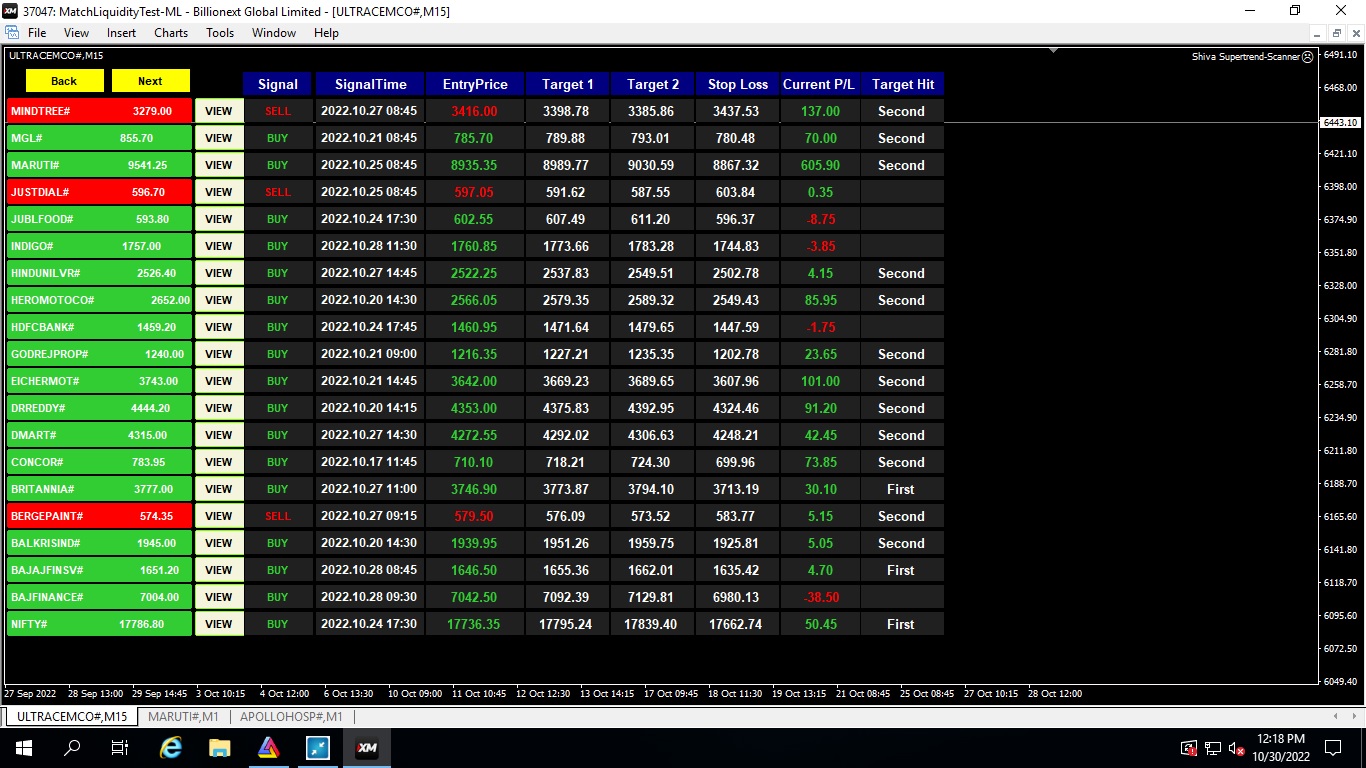 37047: MatchLiquidityTest-ML - Billionext Global Limited - [ULTRACEMCO#,M15]
File View Insert Charts Tools Window Help
ULTRACEMCO#,M15
Shiva Supertrend-Scanner
Back Next Signal SignalTime EntryPrice Target 1 Target 2 Stop Loss Current P/L Target Hit
MINDTREE# 3279.00 VIEW SELL 2022.10.27 08:45 3416.00 3398.78 3385.86 3437.53 137.00 Second
MGL# 855.70 VIEW BUY 2022.10.21 08:45 785.70 789.88 793.01 780.48 70.00 Second
MARUTI# 9541.25 VIEW BUY 2022.10.25 08:45 8935.35 8989.77 9030.59 8867.32 605.90 Second
JUSTDIAL# 596.70 VIEW SELL 2022.10.25 08:45 597.05 591.62 587.55 603.84 0.35
JUBLFOOD# 593.80 VIEW BUY 2022.10.24 17:30 602.55 607.49 611.20 596.37 -8.75
INDIGO# 1757.00 VIEW BUY 2022.10.28 11:30 1760.85 1773.66 1783.28 1744.83 -3.85
HINDUNILVR# 2526.40 VIEW BUY 2022.10.27 14:45 2522.25 2537.83 2549.51 2502.78 4.15 Second
HEROMOTOCO# 2652.00 VIEW BUY 2022.10.20 14:30 2566.05 2579.35 2589.32 2549.43 85.95 Second
HDFCBANK# 1459.20 VIEW BUY 2022.10.24 17:45 1460.95 1471.64 1479.65 1447.59 -1.75
GODREJPROP# 1240.00 VIEW BUY 2022.10.21 09:00 1216.35 1227.21 1235.35 1202.78 23.65 Second
EICHERMOT# 3743.00 VIEW BUY 2022.10.21 14:45 3642.00 3669.23 3689.65 3607.96 101.00 Second
DRREDDY# 4444.20 VIEW BUY 2022.10.20 14:15 4353.00 4375.83 4392.95 4324.46 91.20 Second
DMART# 4315.00 VIEW BUY 2022.10.27 14:30 4272.55 4292.02 4306.63 4248.21 42.45 Second
CONCOR# 783.95 VIEW BUY 2022.10.17 11:45 710.10 718.21 724.30 699.96 73.85 Second
BRITANNIA# 3777.00 VIEW BUY 2022.10.27 11:00 3746.90 3773.87 3794.10 3713.19 30.10 First
BERGEPAINT# 574.35 VIEW SELL 2022.10.27 09:15 579.50 576.09 573.52 583.77 5.15 Second
BALKRISIND# 1945.00 VIEW BUY 2022.10.20 14:30 1939.95 1951.26 1959.75 1925.81 5.05 Second
BAJAJFINSV# 1651.20 VIEW BUY 2022.10.28 08:45 1646.50 1655.36 1662.01 1635.42 4.70 First
BAJFINANCE# 7004.00 VIEW BUY 2022.10.28 09:30 7042.50 7092.39 7129.81 6980.13 -38.50
NIFTY# 17786.80 VIEW BUY 2022.10.24 17:30 17736.35 17795.24 17839.40 17662.74 50.45 First
6491.10
6468.00
6443.10
6421.10
6398.00
6374.90
6351.80
6328.00
6304.90
6281.80
6258.70
6234.90
6211.80
6188.70
6165.60
6141.80
6118.70
6095.60
6072.50
6049.40
27 Sep 2022 28 Sep 13:00 29 Sep 14:45 3 Oct 10:15 4 Oct 12:00 6 Oct 13:30 10 Oct 09:00 11 Oct 10:45 12 Oct 12:30 13 Oct 14:15 17 Oct 09:45 18 Oct 11:30 19 Oct 13:15 21 Oct 08:45 25 Oct 08:45 27 Oct 10:15 28 Oct 12:00
ULTRACEMCO#,M15 MARUTI#,M1 APOLLOHOSP#,M1
XM
12:18 PM
10/30/2022